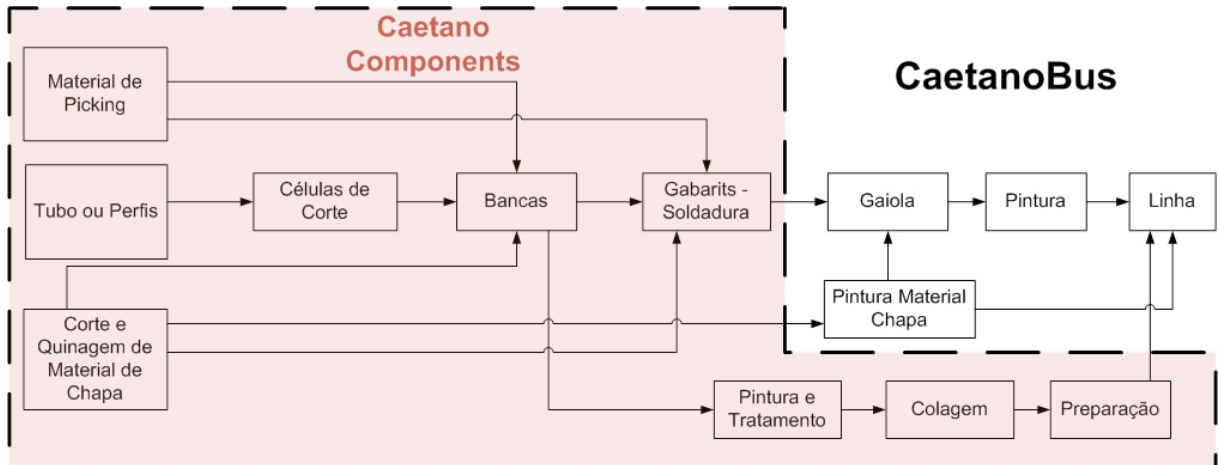 Caetano
Components
CaetanoBus
Material de
Picking
Tubo ou Perfis
Células de
Corte
Bancas
Gabarits -
Soldadura
Gaiola
Pintura
Linha
Corte e
Quinagem de
Material de
Chapa
Pintura Material
Chapa
Pintura e
Tratamento
Colagem
Preparação